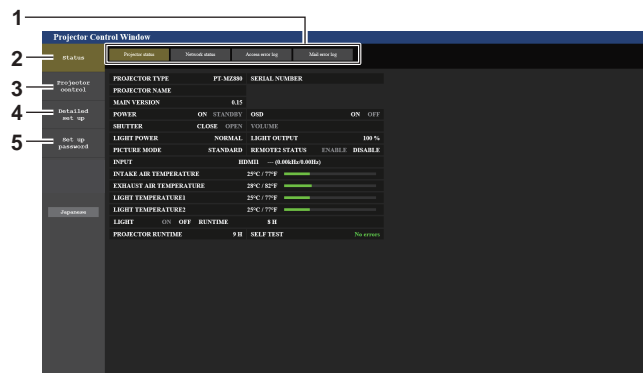 1
Projector Control Window
2
Status
Projector status Network status Access error log Mail error log
3
Projector control
4
Detailed set up
5
Set up password
Japanese
PROJECTOR TYPE PT-MZ880 SERIAL NUMBER
PROJECTOR NAME
MAIN VERSION 0.15
POWER ON STANDBY OSD ON OFF
SHUTTER CLOSE OPEN VOLUME
LIGHT POWER NORMAL LIGHT OUTPUT 100 %
PICTURE MODE STANDARD REMOTE2 STATUS ENABLE DISABLE
INPUT HDMI1 --- (0.00kHz/0.00Hz)
INTAKE AIR TEMPERATURE 25°C / 77°F
EXHAUST AIR TEMPERATURE 28°C / 82°F
LIGHT TEMPERATURE1 25°C / 77°F
LIGHT TEMPERATURE2 25°C / 77°F
LIGHT ON OFF RUNTIME 8 H
PROJECTOR RUNTIME 9 H SELF TEST No errors